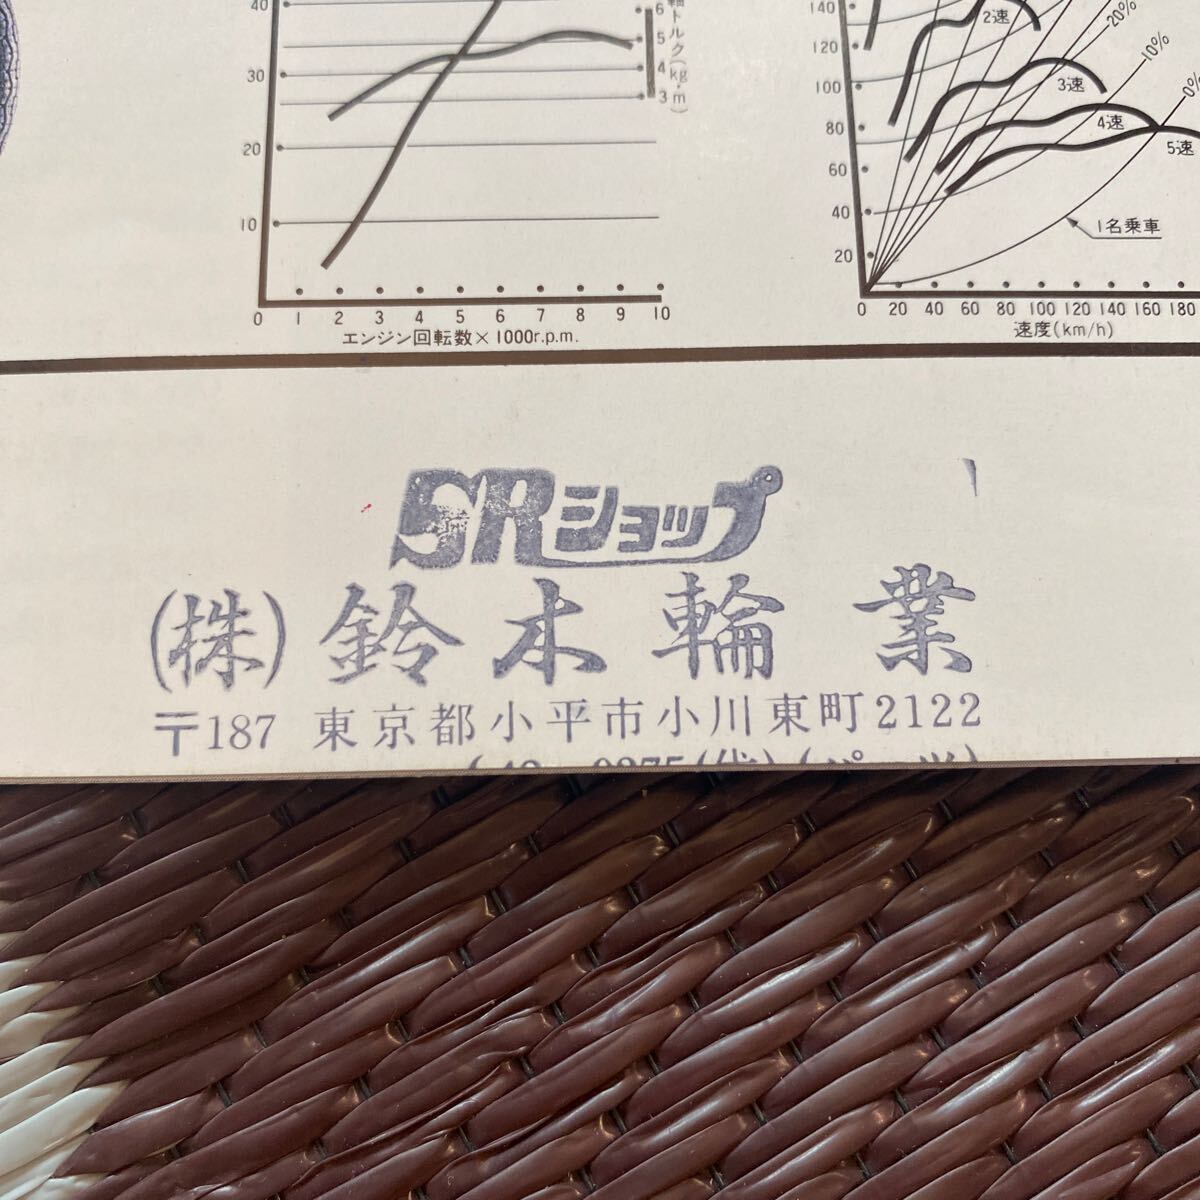 40
30
20
10
0 1 2 3 4 5 6 7 8 9 10
エンジン回転数×1000r.p.m.
軸トルク(kg・m)
6
5
4
3
140
120
100
80
60
40
20
0 20 40 60 80 100 120 140 160 180
速度(km/h)
2速
3速
4速
5速
20%
10%
0%
1名乗車
SRショップ
(株)鈴木輪業
〒187 東京都小平市小川東町2122